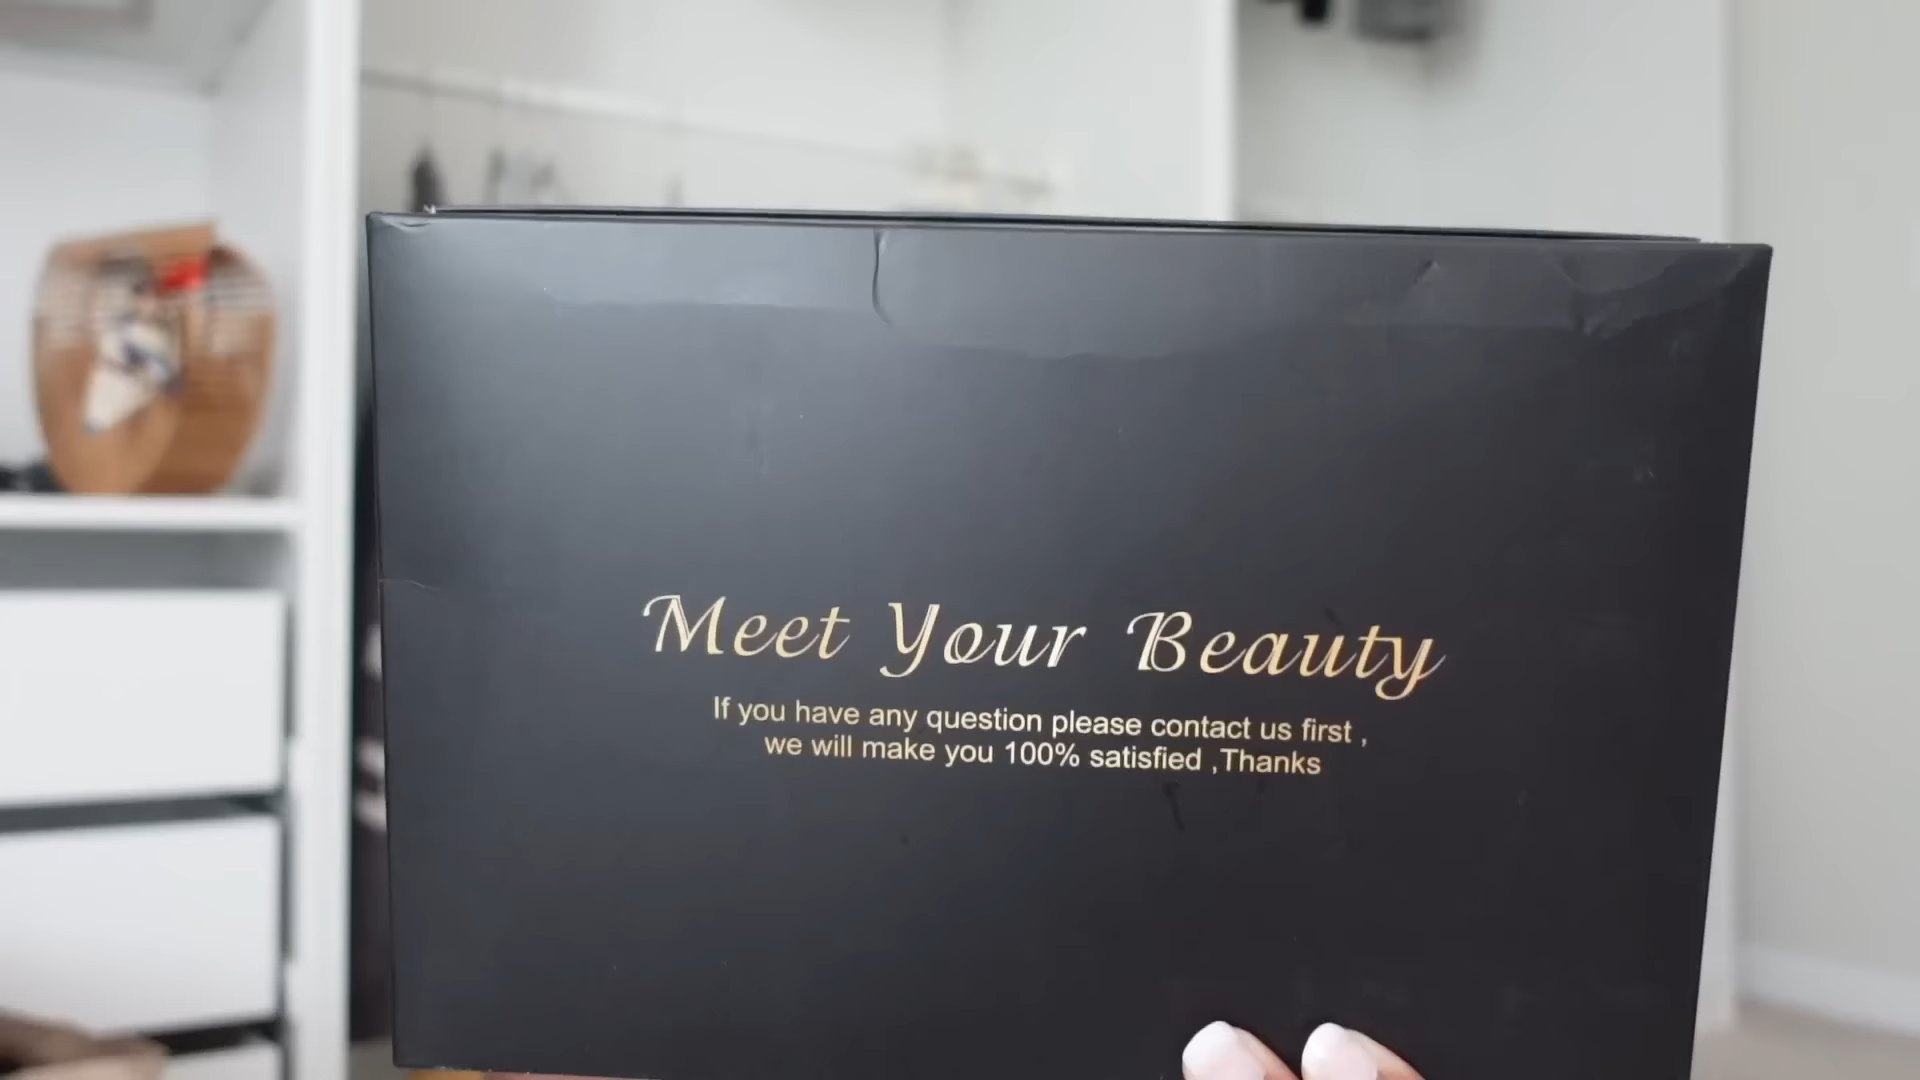 Meet Your Beauty
If you have any question please contact us first ,
we will make you 100% satisfied ,Thanks